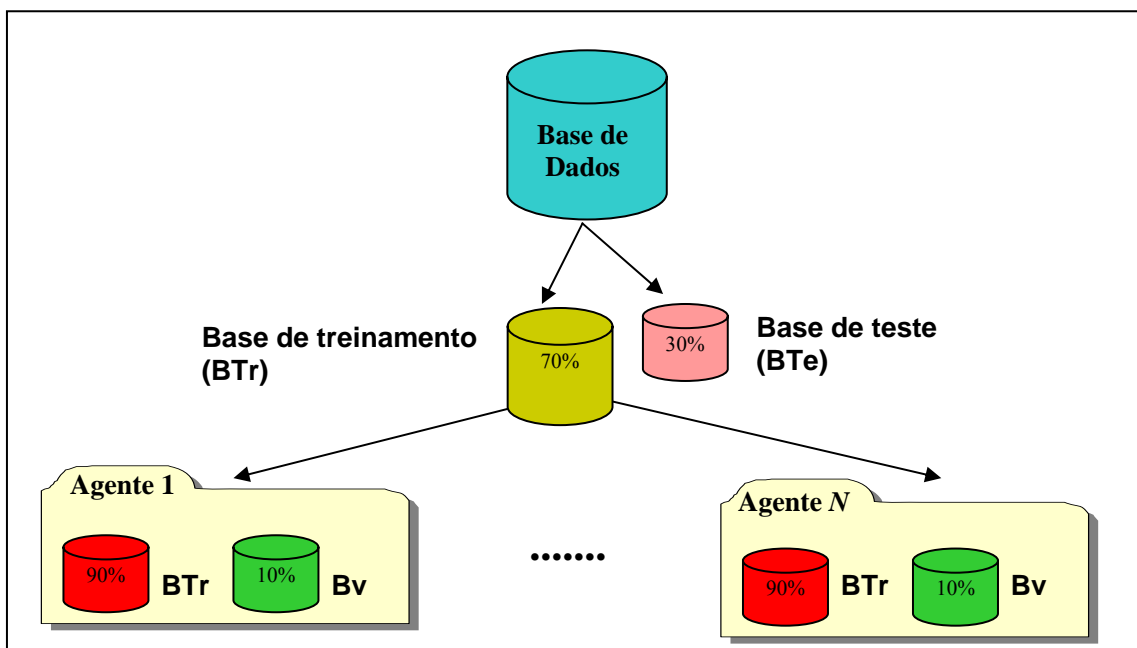 Base de
Dados
Base de treinamento
(BTr)
70%
30%
Base de teste
(BTe)
Agente 1
90%
BTr
10%
Bv
.......
Agente N
90%
BTr
10%
Bv